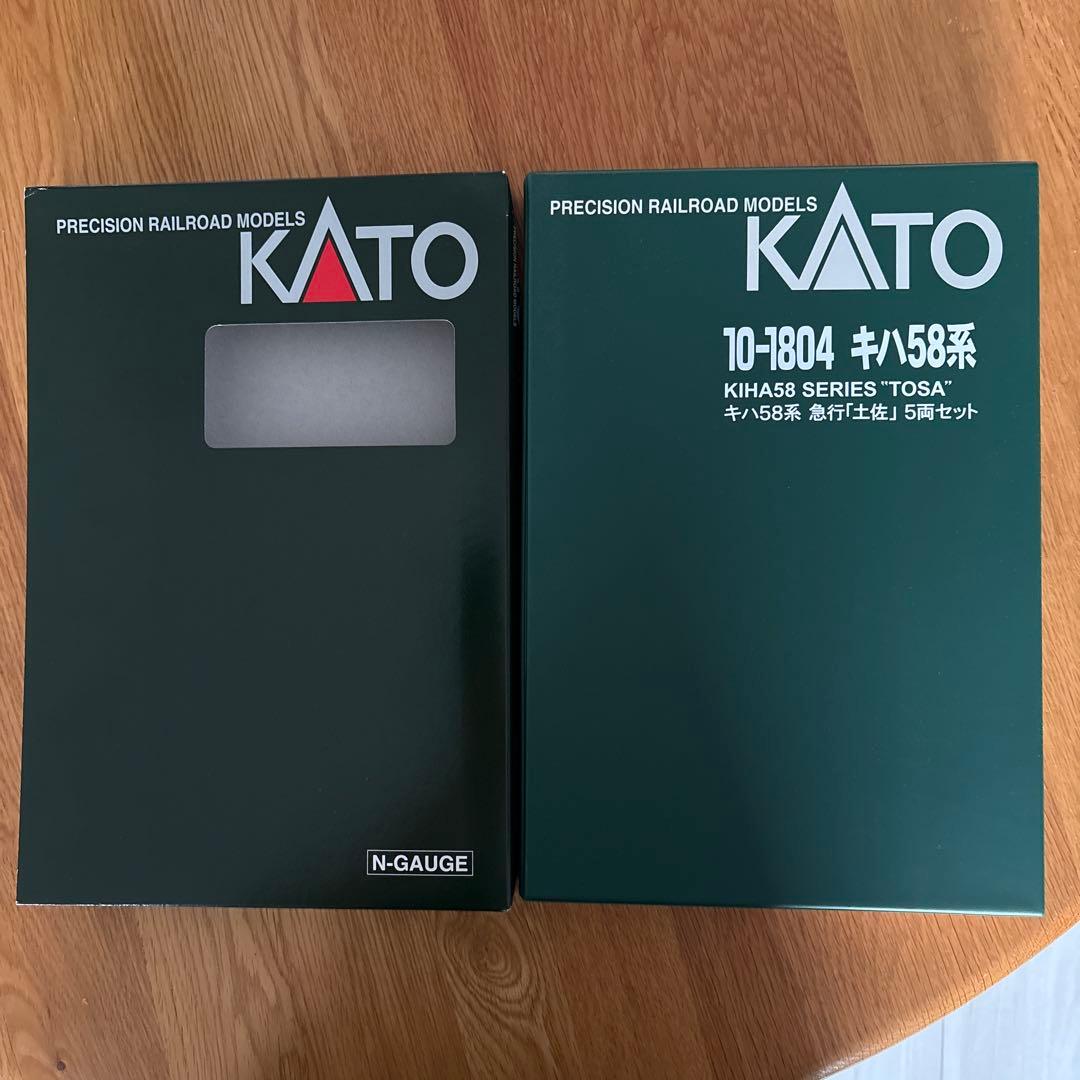 PRECISION RAILROAD MODELS
KATO
N-GAUGE
PRECISION RAILROAD MODELS
KATO
10-1804 キハ58系
KIHA58 SERIES "TOSA"
キハ58系 急行「土佐」 5両セット